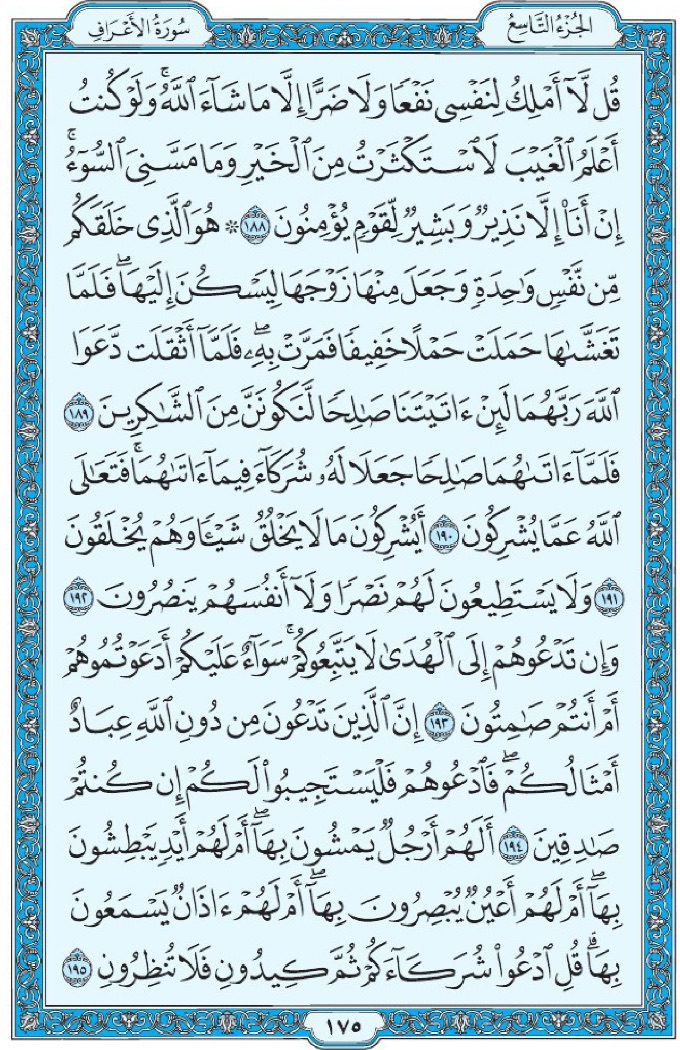 الجُزْءُ التَّاسِعُ
سُورَةُ الأَعْرَافِ
قُل لَّآ أَمْلِكُ لِنَفْسِى نَفْعًا وَلَا ضَرًّا إِلَّا مَا شَآءَ ٱللَّهُ ۚ وَلَوْ كُنتُ
أَعْلَمُ ٱلْغَيْبَ لَٱسْتَكْثَرْتُ مِنَ ٱلْخَيْرِ وَمَا مَسَّنِىَ ٱلسُّوٓءُ ۚ
إِنْ أَنَا۠ إِلَّا نَذِيرٌ وَبَشِيرٌ لِّقَوْمٍ يُؤْمِنُونَ ١٨٨ ۞ هُوَ ٱلَّذِى خَلَقَكُم
مِّن نَّفْسٍ وَٰحِدَةٍ وَجَعَلَ مِنْهَا زَوْجَهَا لِيَسْكُنَ إِلَيْهَا ۖ فَلَمَّا
تَغَشَّىٰهَا حَمَلَتْ حَمْلًا خَفِيفًا فَمَرَّتْ بِهِۦ ۖ فَلَمَّآ أَثْقَلَت دَّعَوَا
ٱللَّهَ رَبَّهُمَا لَئِنْ ءَاتَيْتَنَا صَٰلِحًا لَّنَكُونَنَّ مِنَ ٱلشَّٰكِرِينَ ١٨٩
فَلَمَّآ ءَاتَىٰهُمَا صَٰلِحًا جَعَلَا لَهُۥ شُرَكَآءَ فِيمَآ ءَاتَىٰهُمَا ۚ فَتَعَٰلَى
ٱللَّهُ عَمَّا يُشْرِكُونَ ١٩٠ أَيُشْرِكُونَ مَا لَا يَخْلُقُ شَيْـًٔا وَهُمْ يُخْلَقُونَ
١٩١ وَلَا يَسْتَطِيعُونَ لَهُمْ نَصْرًا وَلَآ أَنفُسَهُمْ يَنصُرُونَ ١٩٢
وَإِن تَدْعُوهُمْ إِلَى ٱلْهُدَىٰ لَا يَتَّبِعُوكُمْ ۚ سَوَآءٌ عَلَيْكُمْ أَدَعَوْتُمُوهُمْ
أَمْ أَنتُمْ صَٰمِتُونَ ١٩٣ إِنَّ ٱلَّذِينَ تَدْعُونَ مِن دُونِ ٱللَّهِ عِبَادٌ
أَمْثَالُكُمْ ۖ فَٱدْعُوهُمْ فَلْيَسْتَجِيبُوا۟ لَكُمْ إِن كُنتُمْ
صَٰدِقِينَ ١٩٤ أَلَهُمْ أَرْجُلٌ يَمْشُونَ بِهَآ ۖ أَمْ لَهُمْ أَيْدٍ يَبْطِشُونَ
بِهَآ ۖ أَمْ لَهُمْ أَعْيُنٌ يُبْصِرُونَ بِهَآ ۖ أَمْ لَهُمْ ءَاذَانٌ يَسْمَعُونَ
بِهَا ۗ قُلِ ٱدْعُوا۟ شُرَكَآءَكُمْ ثُمَّ كِيدُونِ فَلَا تُنظِرُونِ ١٩٥
١٧٥